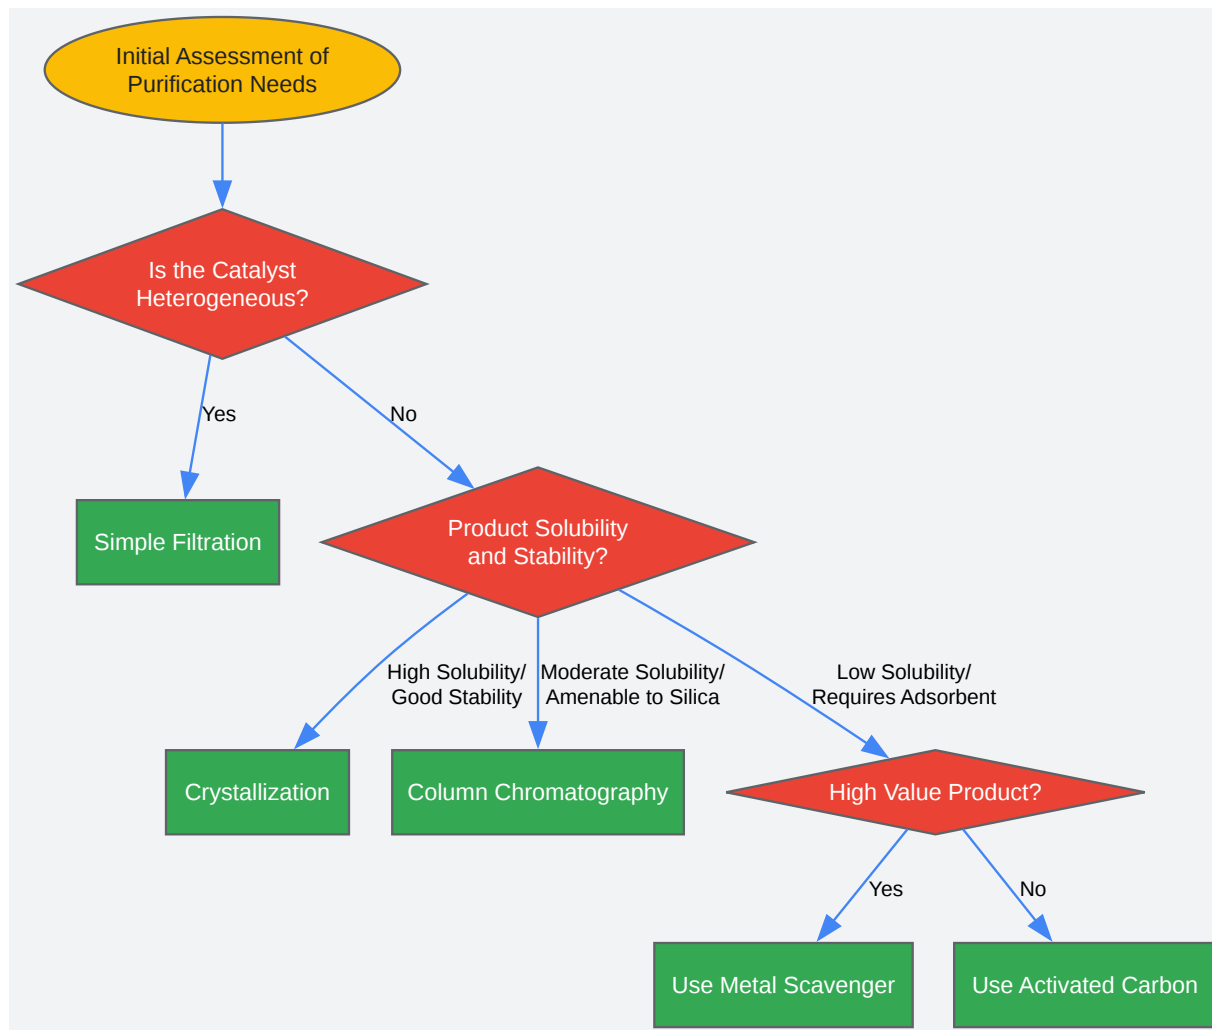 Initial Assessment of
Purification Needs
Is the Catalyst
Heterogeneous?
Yes
No
Simple Filtration
Product Solubility
and Stability?
High Solubility/
Good Stability
Moderate Solubility/
Amenable to Silica
Low Solubility/
Requires Adsorbent
Crystallization
Column Chromatography
High Value Product?
Yes
No
Use Metal Scavenger
Use Activated Carbon